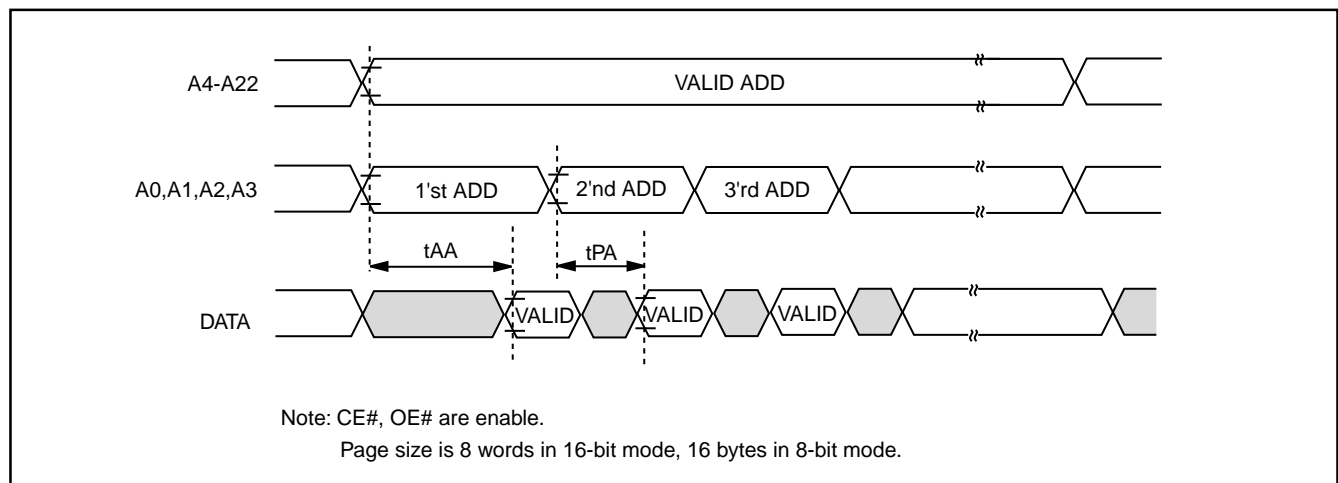 A4-A22
VALID ADD
A0,A1,A2,A3
1'st ADD
2'nd ADD
3'rd ADD
tAA
tPA
DATA
VALID
VALID
VALID
Note: CE#, OE# are enable.
Page size is 8 words in 16-bit mode, 16 bytes in 8-bit mode.